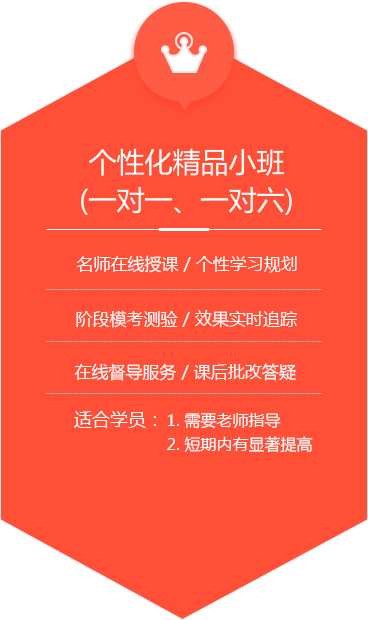 个性化精品小班
(一对一、一对六)
名师在线授课 / 个性学习规划
阶段模考测验 / 效果实时追踪
在线督导服务 / 课后批改答疑
适合学员： 1. 需要老师指导
2. 短期内有显著提高